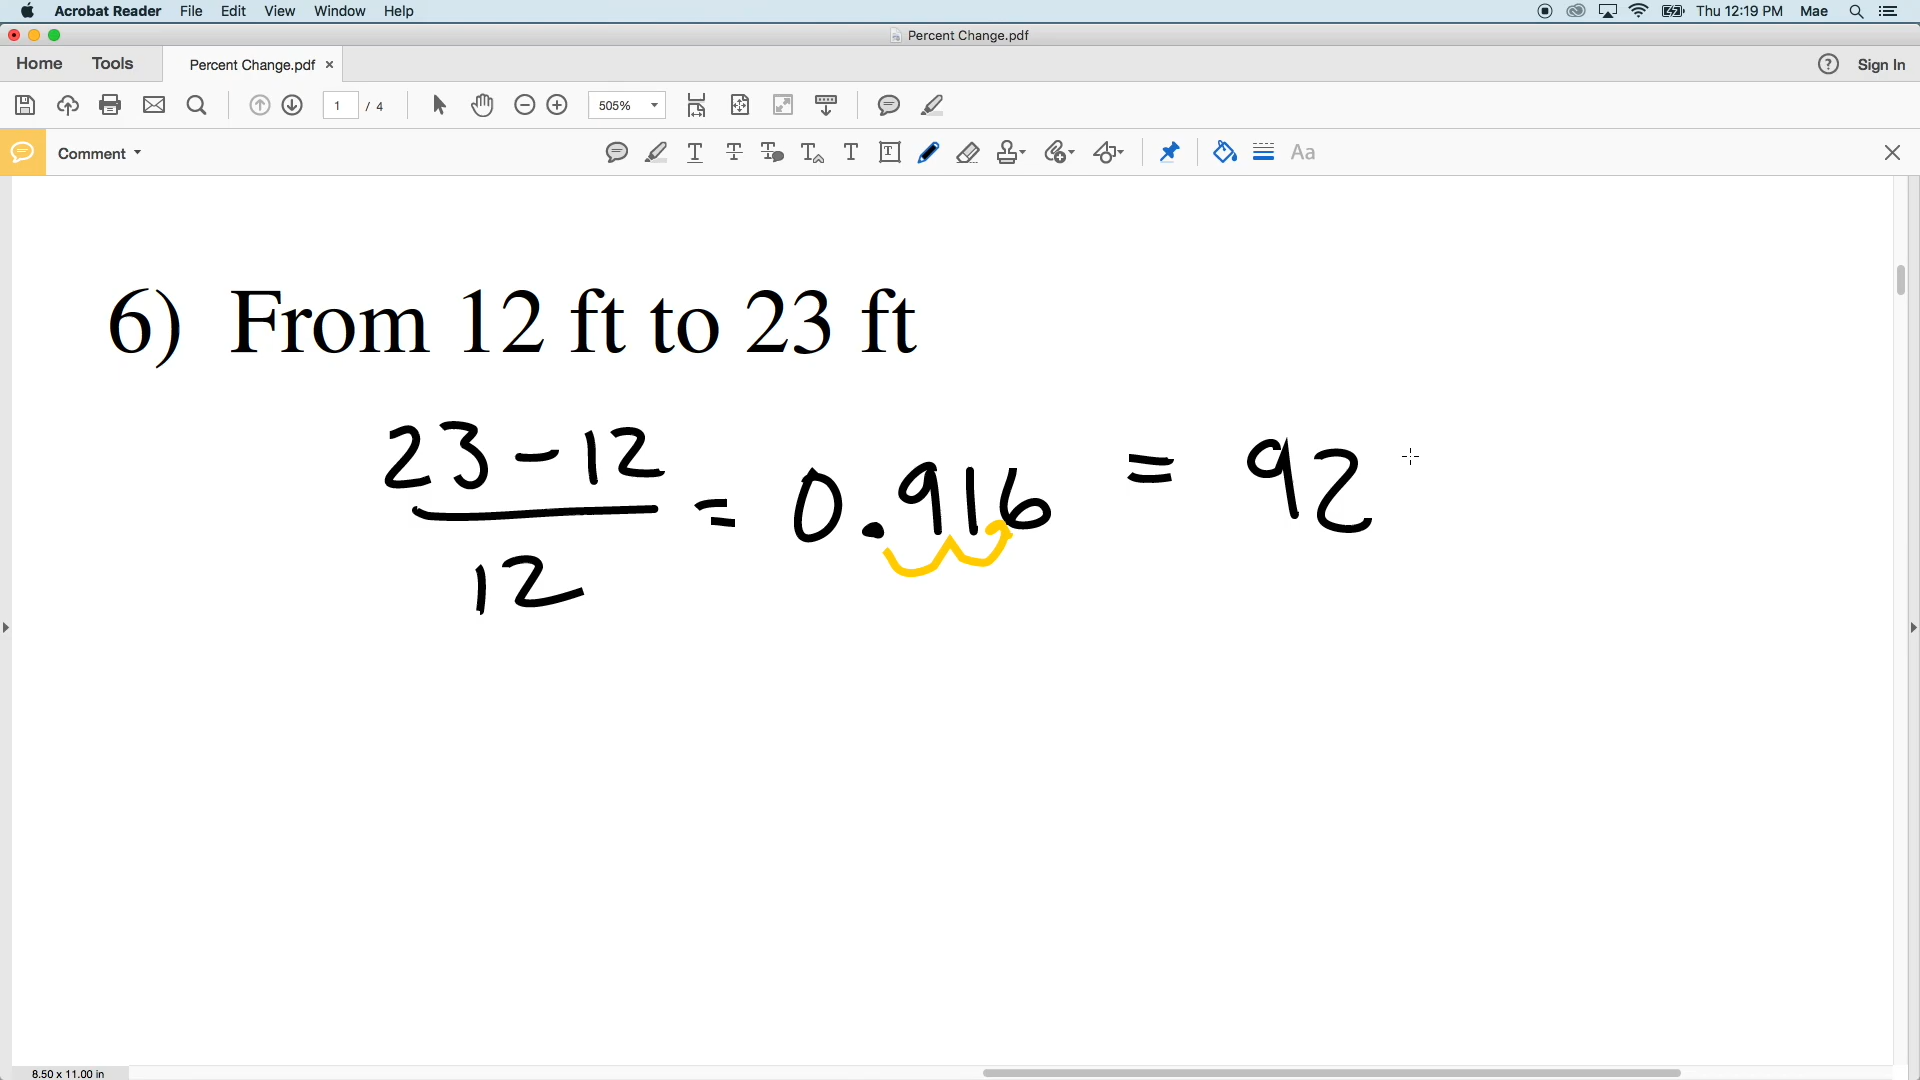 Acrobat Reader File Edit View Window Help Thu 12:19 PM Mae
Percent Change.pdf
Home Tools Percent Change.pdf × ? Sign In
1 / 4 505%
Comment T T T T T T Aa
6) From 12 ft to 23 ft
23 - 12
= 0.916 = 92
12
8.50 x 11.00 in